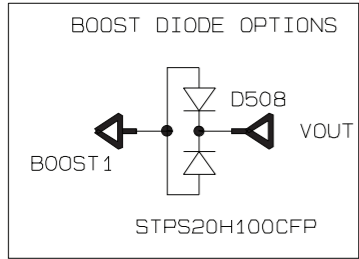 BOOST DIODE OPTIONS
D508
VOUT
BOOST1
STPS20H100CFP